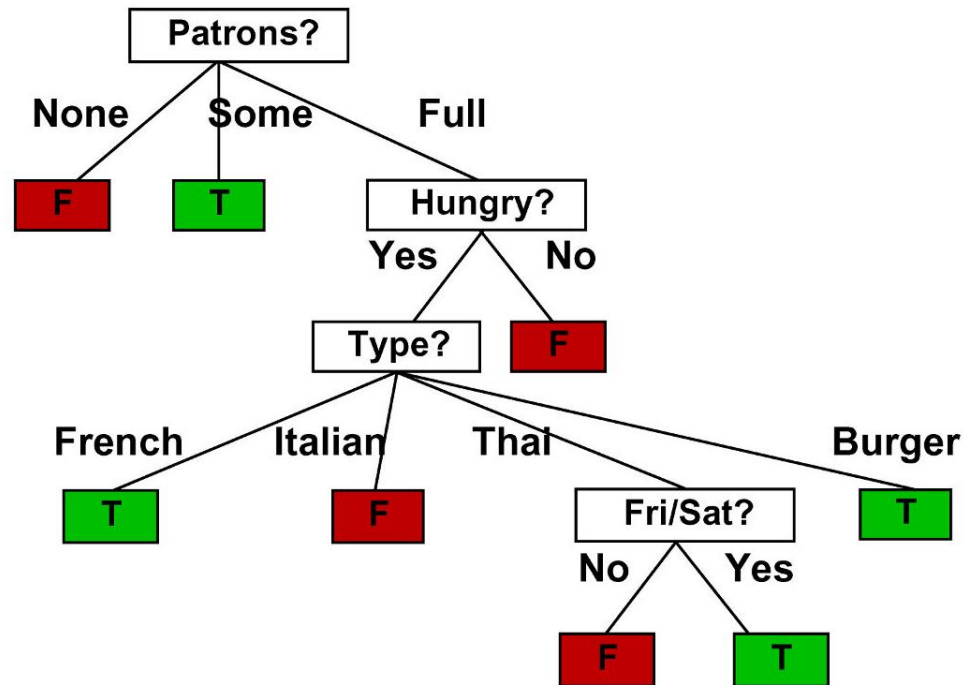 Patrons?
None Some Full
F T Hungry?
Yes No
Type? F
French Italian Thai Burger
T F Fri/Sat? T
No Yes
F T